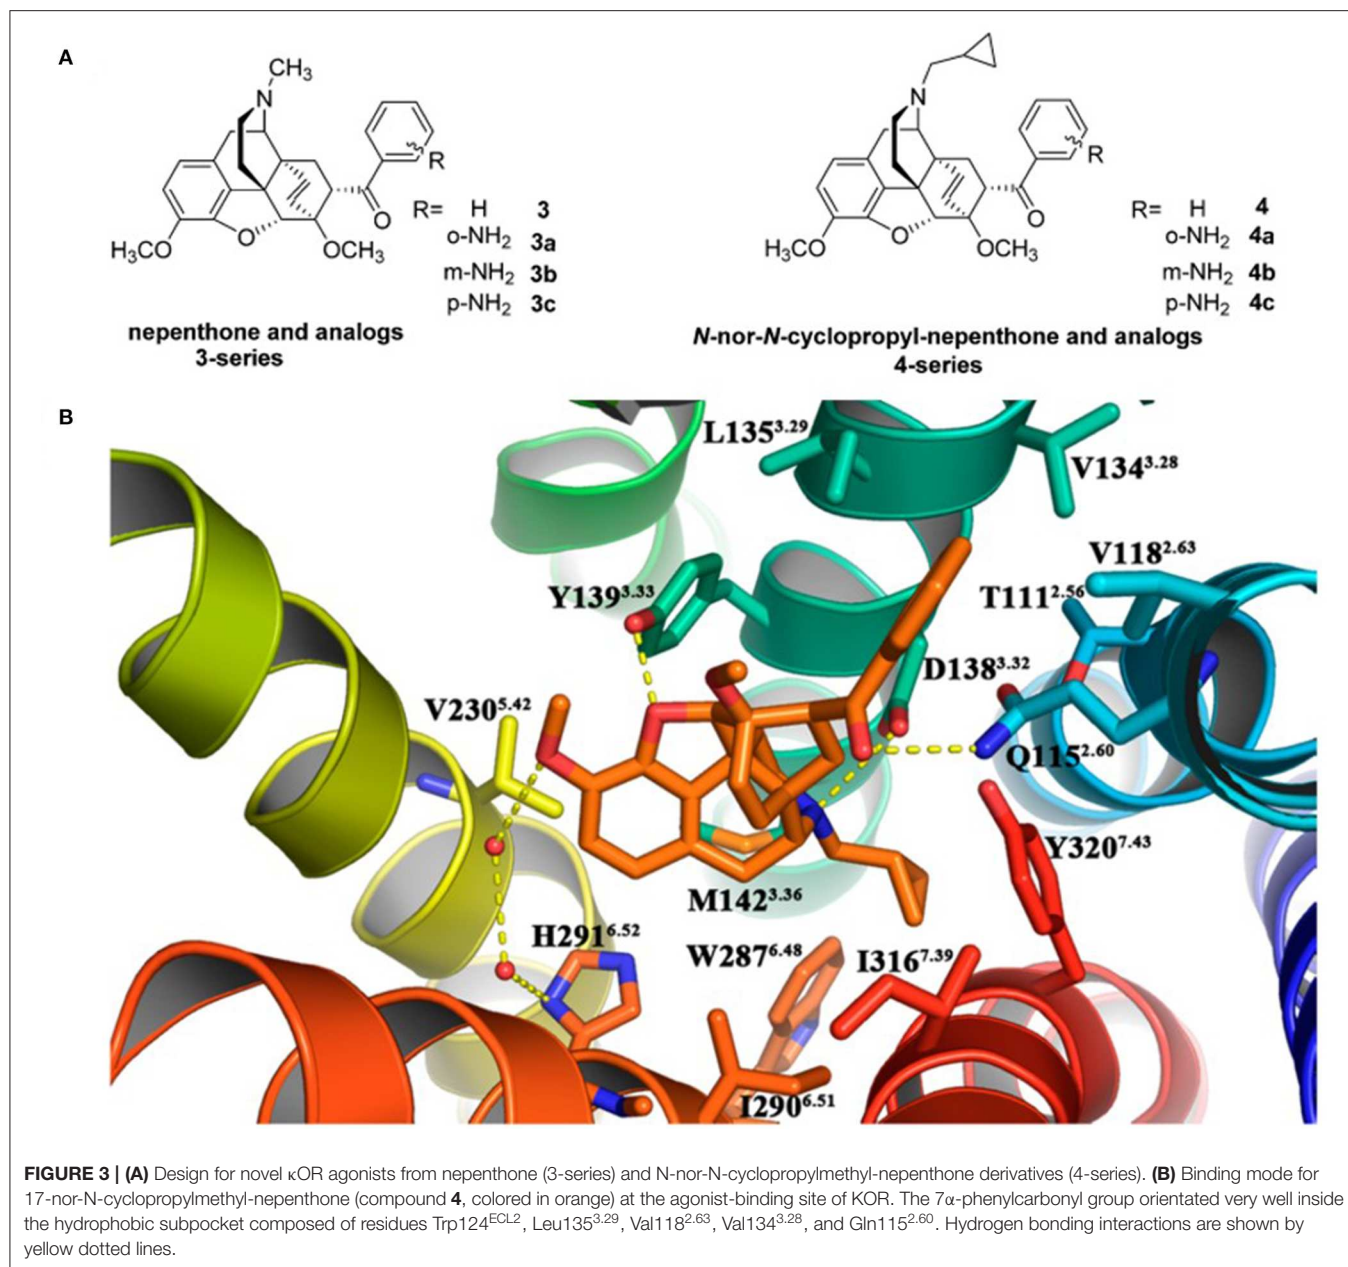 A
CH₃
N
R
O
H₃CO
O
OCH₃
R= H 3
o-NH₂ 3a
m-NH₂ 3b
p-NH₂ 3c
nepenthone and analogs
3-series
N
R
O
H₃CO
O
OCH₃
R= H 4
o-NH₂ 4a
m-NH₂ 4b
p-NH₂ 4c
N-nor-N-cyclopropyl-nepenthone and analogs
4-series
B
L135³·²⁹
V134³·²⁸
V118²·⁶³
Y139³·³³
T111²·⁵⁶
D138³·³²
V230⁵·⁴²
Q115²·⁶⁰
Y320⁷·⁴³
M142³·³⁶
H291⁶·⁵²
W287⁶·⁴⁸
I316⁷·³⁹
I290⁶·⁵¹
FIGURE 3 | (A) Design for novel κOR agonists from nepenthone (3-series) and N-nor-N-cyclopropylmethyl-nepenthone derivatives (4-series). (B) Binding mode for
17-nor-N-cyclopropylmethyl-nepenthone (compound 4, colored in orange) at the agonist-binding site of KOR. The 7α-phenylcarbonyl group orientated very well inside
the hydrophobic subpocket composed of residues Trp124ᴱᶜᴸ², Leu135³·²⁹, Val118²·⁶³, Val134³·²⁸, and Gln115²·⁶⁰. Hydrogen bonding interactions are shown by
yellow dotted lines.